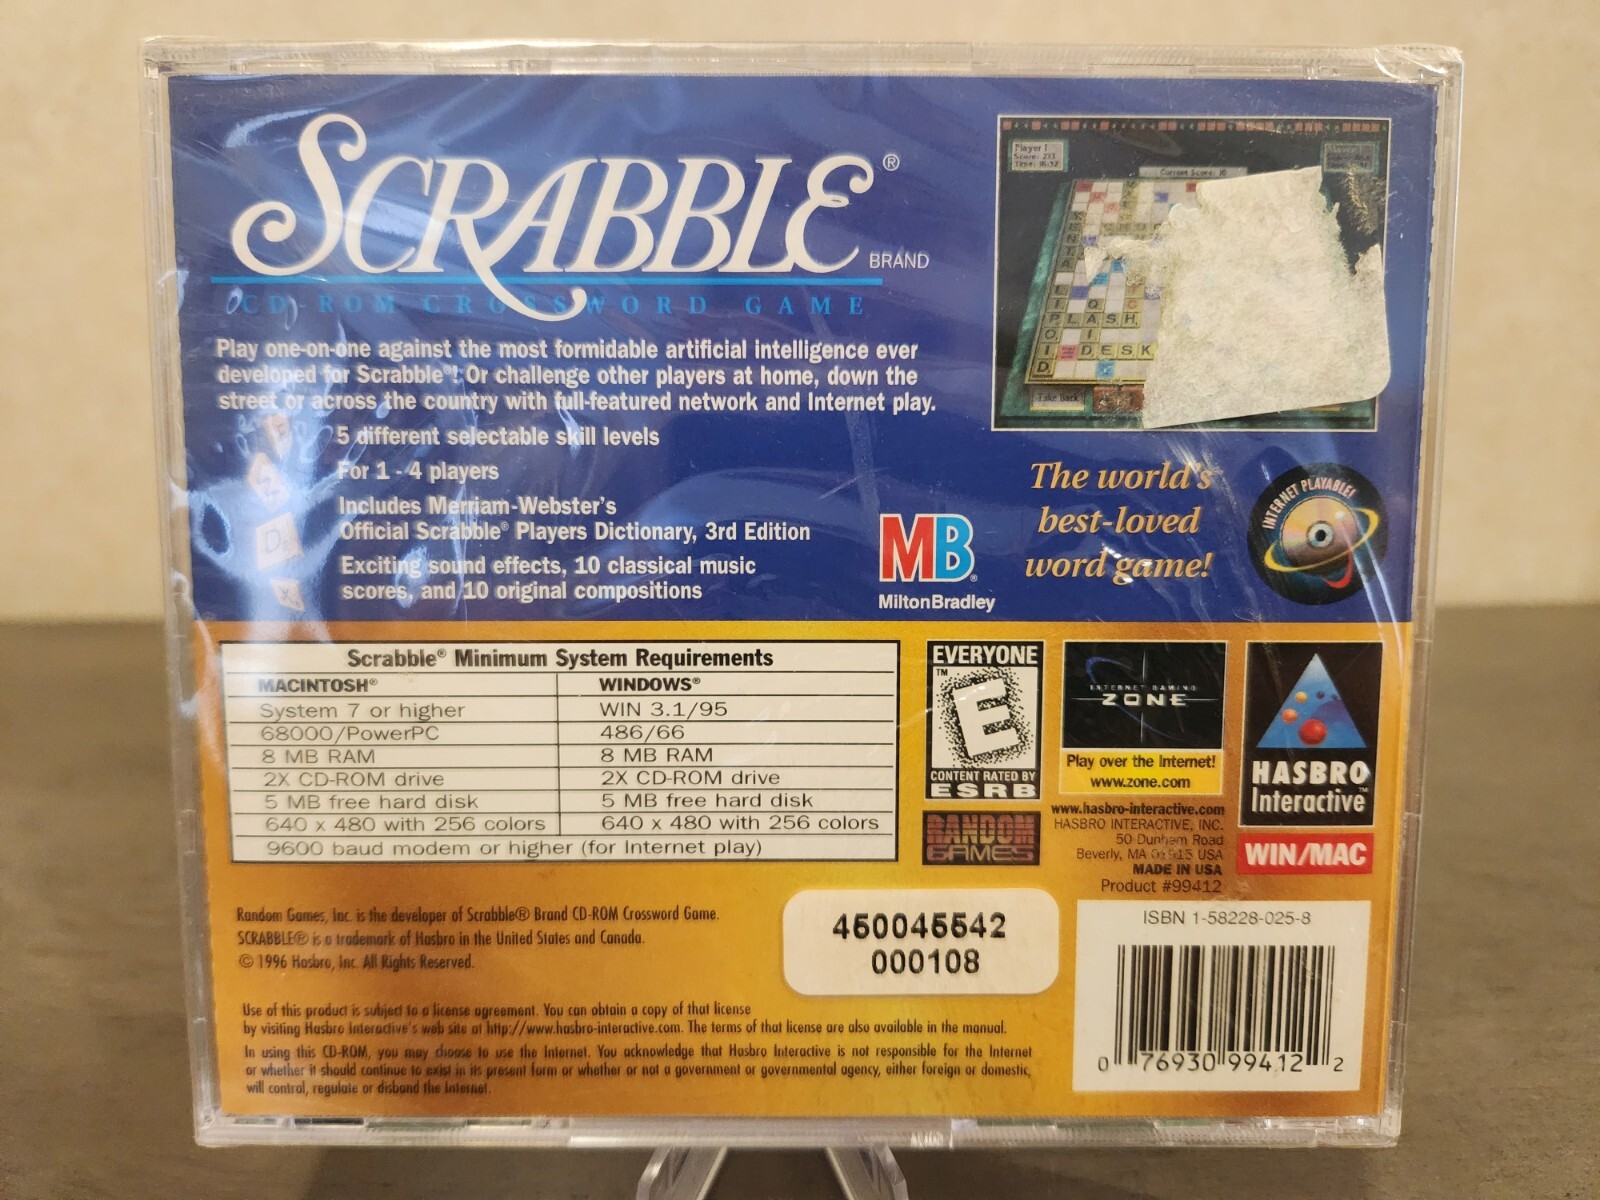 SCRABBLE®
BRAND
CD-ROM CROSSWORD GAME
Play one-on-one against the most formidable artificial intelligence ever
developed for Scrabble®! Or challenge other players at home, down the
street or across the country with full-featured network and Internet play.
5 different selectable skill levels
For 1 - 4 players
Includes Merriam-Webster's
Official Scrabble® Players Dictionary, 3rd Edition
Exciting sound effects, 10 classical music
scores, and 10 original compositions
Player 1
Current Score: 10
PLASH
DESK
Take Back
The world's
best-loved
word game!
INTERNET PLAYABLE!
MB®
MiltonBradley
Scrabble® Minimum System Requirements
MACINTOSH® WINDOWS®
System 7 or higher WIN 3.1/95
68000/PowerPC 486/66
8 MB RAM 8 MB RAM
2X CD-ROM drive 2X CD-ROM drive
5 MB free hard disk 5 MB free hard disk
640 x 480 with 256 colors 640 x 480 with 256 colors
9600 baud modem or higher (for Internet play)
EVERYONE
™
E
CONTENT RATED BY
ESRB
INTERNET GAMING
ZONE
Play over the Internet!
www.zone.com
HASBRO
Interactive™
RANDOM
GAMES
www.hasbro-interactive.com
HASBRO INTERACTIVE, INC.
50 Dunham Road
Beverly, MA 01915 USA
MADE IN USA
Product #99412
WIN/MAC
Random Games, Inc. is the developer of Scrabble® Brand CD-ROM Crossword Game.
SCRABBLE® is a trademark of Hasbro in the United States and Canada.
© 1996 Hasbro, Inc. All Rights Reserved.
450045542
000108
ISBN 1-58228-025-8
0 76930 99412 2
Use of this product is subject to a license agreement. You can obtain a copy of that license
by visiting Hasbro Interactive's web site at http://www.hasbro-interactive.com. The terms of that license are also available in the manual.
In using this CD-ROM, you may choose to use the Internet. You acknowledge that Hasbro Interactive is not responsible for the Internet
or whether it should continue to exist in its present form or whether or not a government or governmental agency, either foreign or domestic,
will control, regulate or disband the Internet.